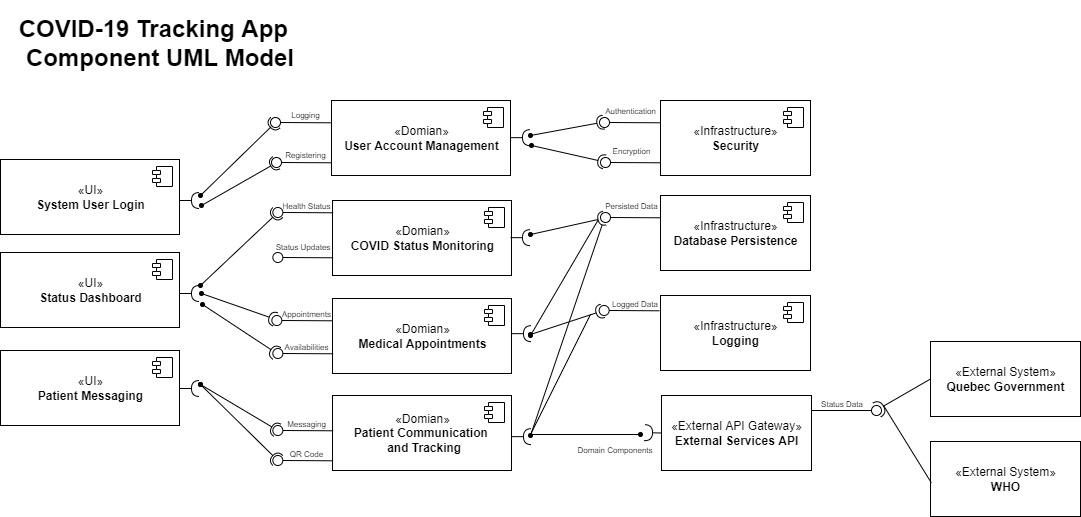 COVID-19 Tracking App
Component UML Model
«UI»
System User Login
«UI»
Status Dashboard
«UI»
Patient Messaging
Logging
Registering
Health Status
Status Updates
Appointments
Availabilities
Messaging
QR Code
«Domian»
User Account Management
«Domian»
COVID Status Monitoring
«Domian»
Medical Appointments
«Domian»
Patient Communication
and Tracking
Authentication
Encryption
Persisted Data
Logged Data
Domain Components
«Infrastructure»
Security
«Infrastructure»
Database Persistence
«Infrastructure»
Logging
«External API Gateway»
External Services API
Status Data
«External System»
Quebec Government
«External System»
WHO